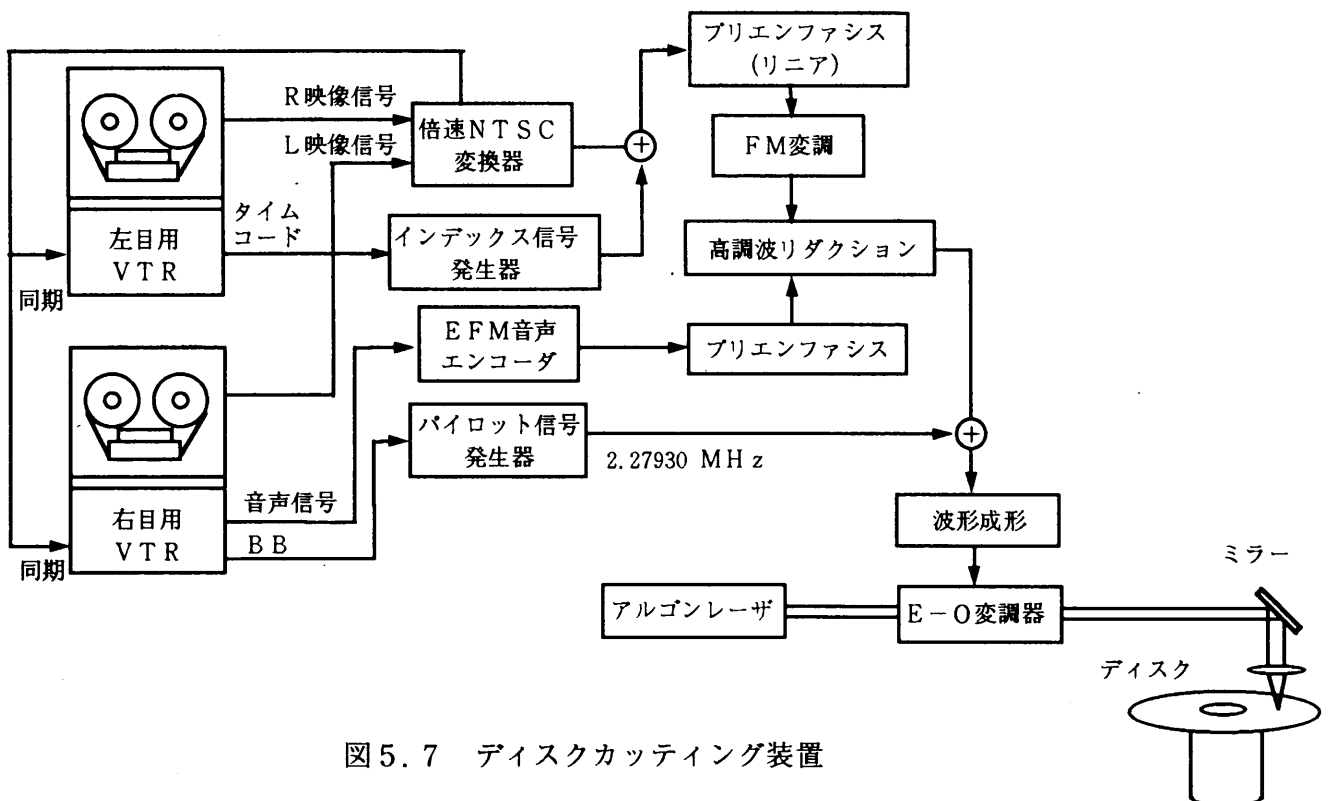 プリエンファシス
(リニア)
R映像信号
L映像信号
倍速NTSC
変換器
+
FM変調
タイム
コード
左目用
VTR
同期
インデックス信号
発生器
高調波リダクション
EFM音声
エンコーダ
プリエンファシス
パイロット信号
発生器
2.27930 MHz
+
音声信号
BB
右目用
VTR
同期
波形成形
ミラー
アルゴンレーザ
E-O変調器
ディスク
図5.7 ディスクカッティング装置